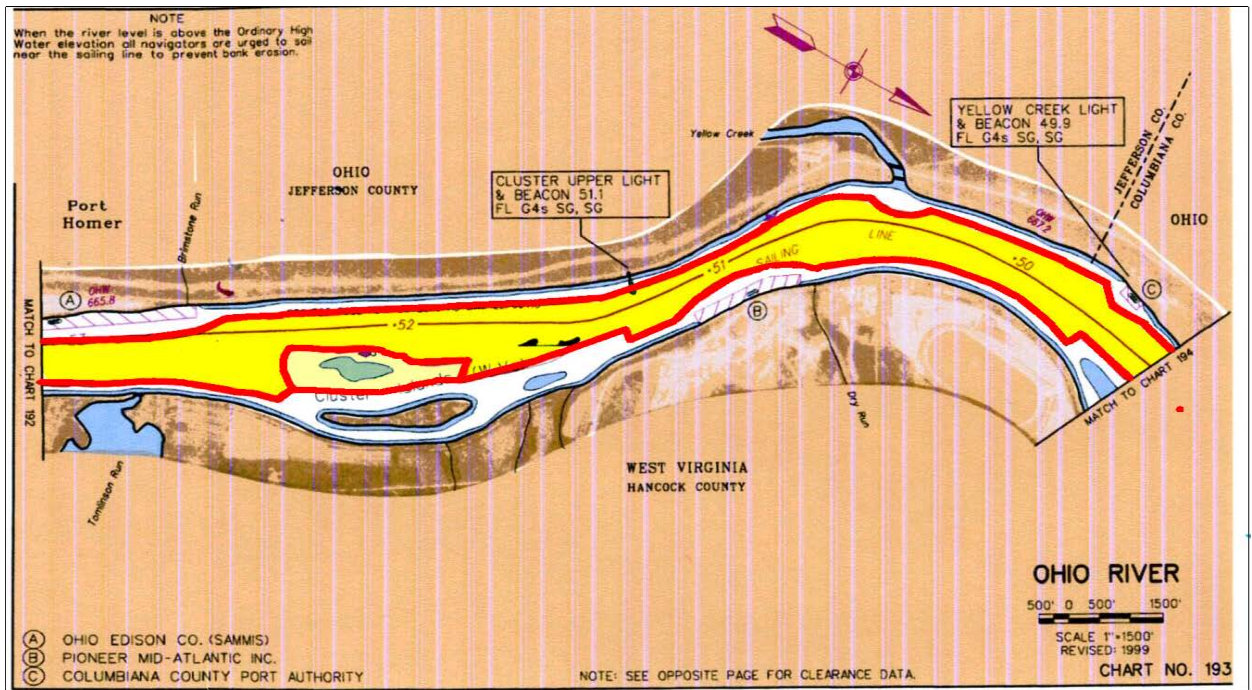 NOTE
When the river level is above the Ordinary High
Water elevation all navigators are urged to sail
near the sailing line to prevent bank erosion.
OHIO
JEFFERSON COUNTY
Port
Homer
Brimstone Run
CLUSTER UPPER LIGHT
& BEACON 51.1
FL G4s SG, SG
Yellow Creek
YELLOW CREEK LIGHT
& BEACON 49.9
FL G4s SG, SG
JEFFERSON CO.
COLUMBIANA CO.
OHIO
OHW
667.2
A
OHW
665.8
MATCH TO CHART 192
.52
.51
SAILING
LINE
.50
B
C
Cluster
MATCH TO CHART 194
Dry Run
Tomlinson Run
WEST VIRGINIA
HANCOCK COUNTY
OHIO RIVER
500' 0 500' 1500'
SCALE 1"=1500'
REVISED: 1999
CHART NO. 193
A OHIO EDISON CO. (SAMMIS)
B PIONEER MID-ATLANTIC INC.
C COLUMBIANA COUNTY PORT AUTHORITY
NOTE: SEE OPPOSITE PAGE FOR CLEARANCE DATA.